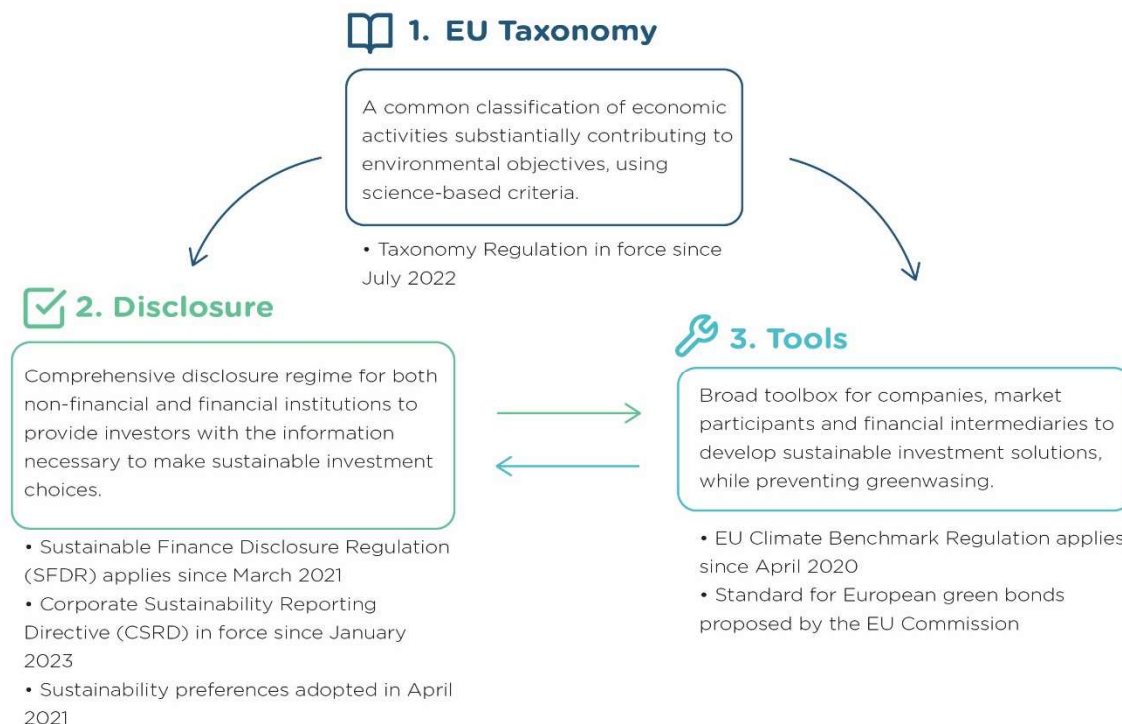 1. EU Taxonomy
A common classification of economic
activities substantially contributing to
environmental objectives, using
science-based criteria.
• Taxonomy Regulation in force since
July 2022
2. Disclosure
Comprehensive disclosure regime for both
non-financial and financial institutions to
provide investors with the information
necessary to make sustainable investment
choices.
• Sustainable Finance Disclosure Regulation
(SFDR) applies since March 2021
• Corporate Sustainability Reporting
Directive (CSRD) in force since January
2023
• Sustainability preferences adopted in April
2021
3. Tools
Broad toolbox for companies, market
participants and financial intermediaries to
develop sustainable investment solutions,
while preventing greenwasing.
• EU Climate Benchmark Regulation applies
since April 2020
• Standard for European green bonds
proposed by the EU Commission